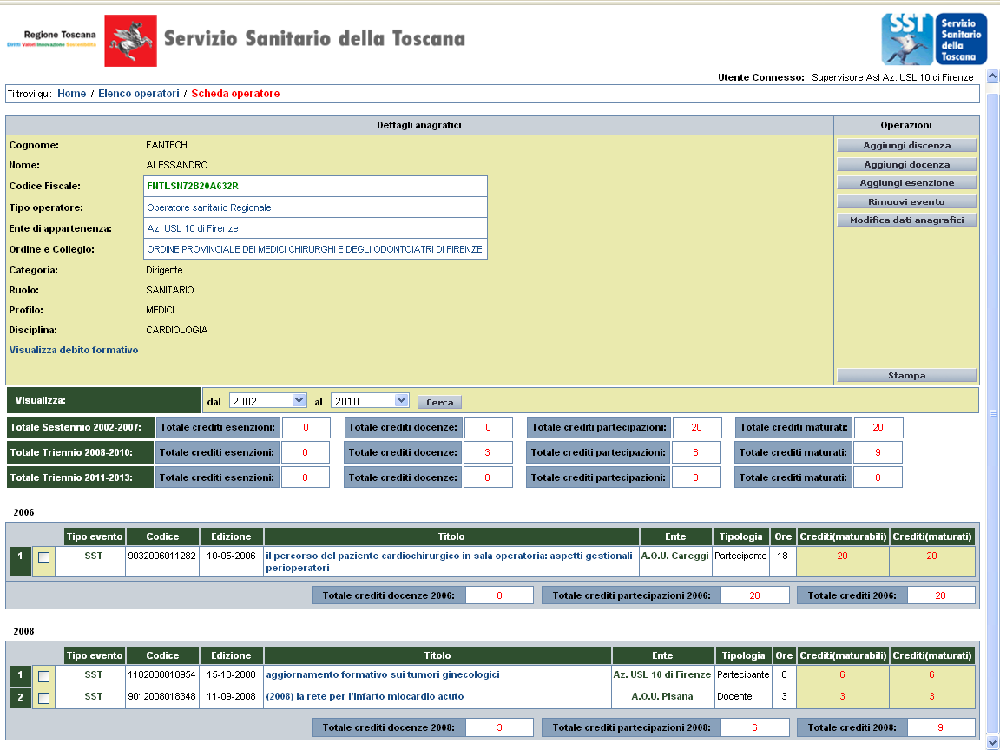 Regione Toscana
Diritti Valori Innovazione Sostenibilità
Servizio Sanitario della Toscana
SST
Servizio
Sanitario
della
Toscana
Utente Connesso: Supervisore Asl Az. USL 10 di Firenze
Ti trovi qui: Home / Elenco operatori / Scheda operatore
Dettagli anagrafici
Operazioni
Cognome: FANTECHI
Nome: ALESSANDRO
Codice Fiscale: FNTLSN72B20A632R
Tipo operatore: Operatore sanitario Regionale
Ente di appartenenza: Az. USL 10 di Firenze
Ordine e Collegio: ORDINE PROVINCIALE DEI MEDICI CHIRURGHI E DEGLI ODONTOIATRI DI FIRENZE
Categoria: Dirigente
Ruolo: SANITARIO
Profilo: MEDICI
Disciplina: CARDIOLOGIA
Visualizza debito formativo
Aggiungi discenza
Aggiungi docenza
Aggiungi esenzione
Rimuovi evento
Modifica dati anagrafici
Stampa
Visualizza: dal 2002 al 2010 Cerca
Totale Sestennio 2002-2007: Totale crediti esenzioni: 0 Totale crediti docenze: 0 Totale crediti partecipazioni: 20 Totale crediti maturati: 20
Totale Triennio 2008-2010: Totale crediti esenzioni: 0 Totale crediti docenze: 3 Totale crediti partecipazioni: 6 Totale crediti maturati: 9
Totale Triennio 2011-2013: Totale crediti esenzioni: 0 Totale crediti docenze: 0 Totale crediti partecipazioni: 0 Totale crediti maturati: 0
2006
Tipo evento Codice Edizione Titolo Ente Tipologia Ore Crediti(maturabili) Crediti(maturati)
1 SST 9032006011282 10-05-2006 il percorso del paziente cardiochirurgico in sala operatoria: aspetti gestionali A.O.U. Careggi Partecipante 18 20 20
perioperatori
Totale crediti docenze 2006: 0 Totale crediti partecipazioni 2006: 20 Totale crediti 2006: 20
2008
Tipo evento Codice Edizione Titolo Ente Tipologia Ore Crediti(maturabili) Crediti(maturati)
1 SST 1102008018954 15-10-2008 aggiornamento formativo sui tumori ginecologici Az. USL 10 di Firenze Partecipante 6 6 6
2 SST 9012008018348 11-09-2008 (2008) la rete per l'infarto miocardio acuto A.O.U. Pisana Docente 3 3 3
Totale crediti docenze 2008: 3 Totale crediti partecipazioni 2008: 6 Totale crediti 2008: 9